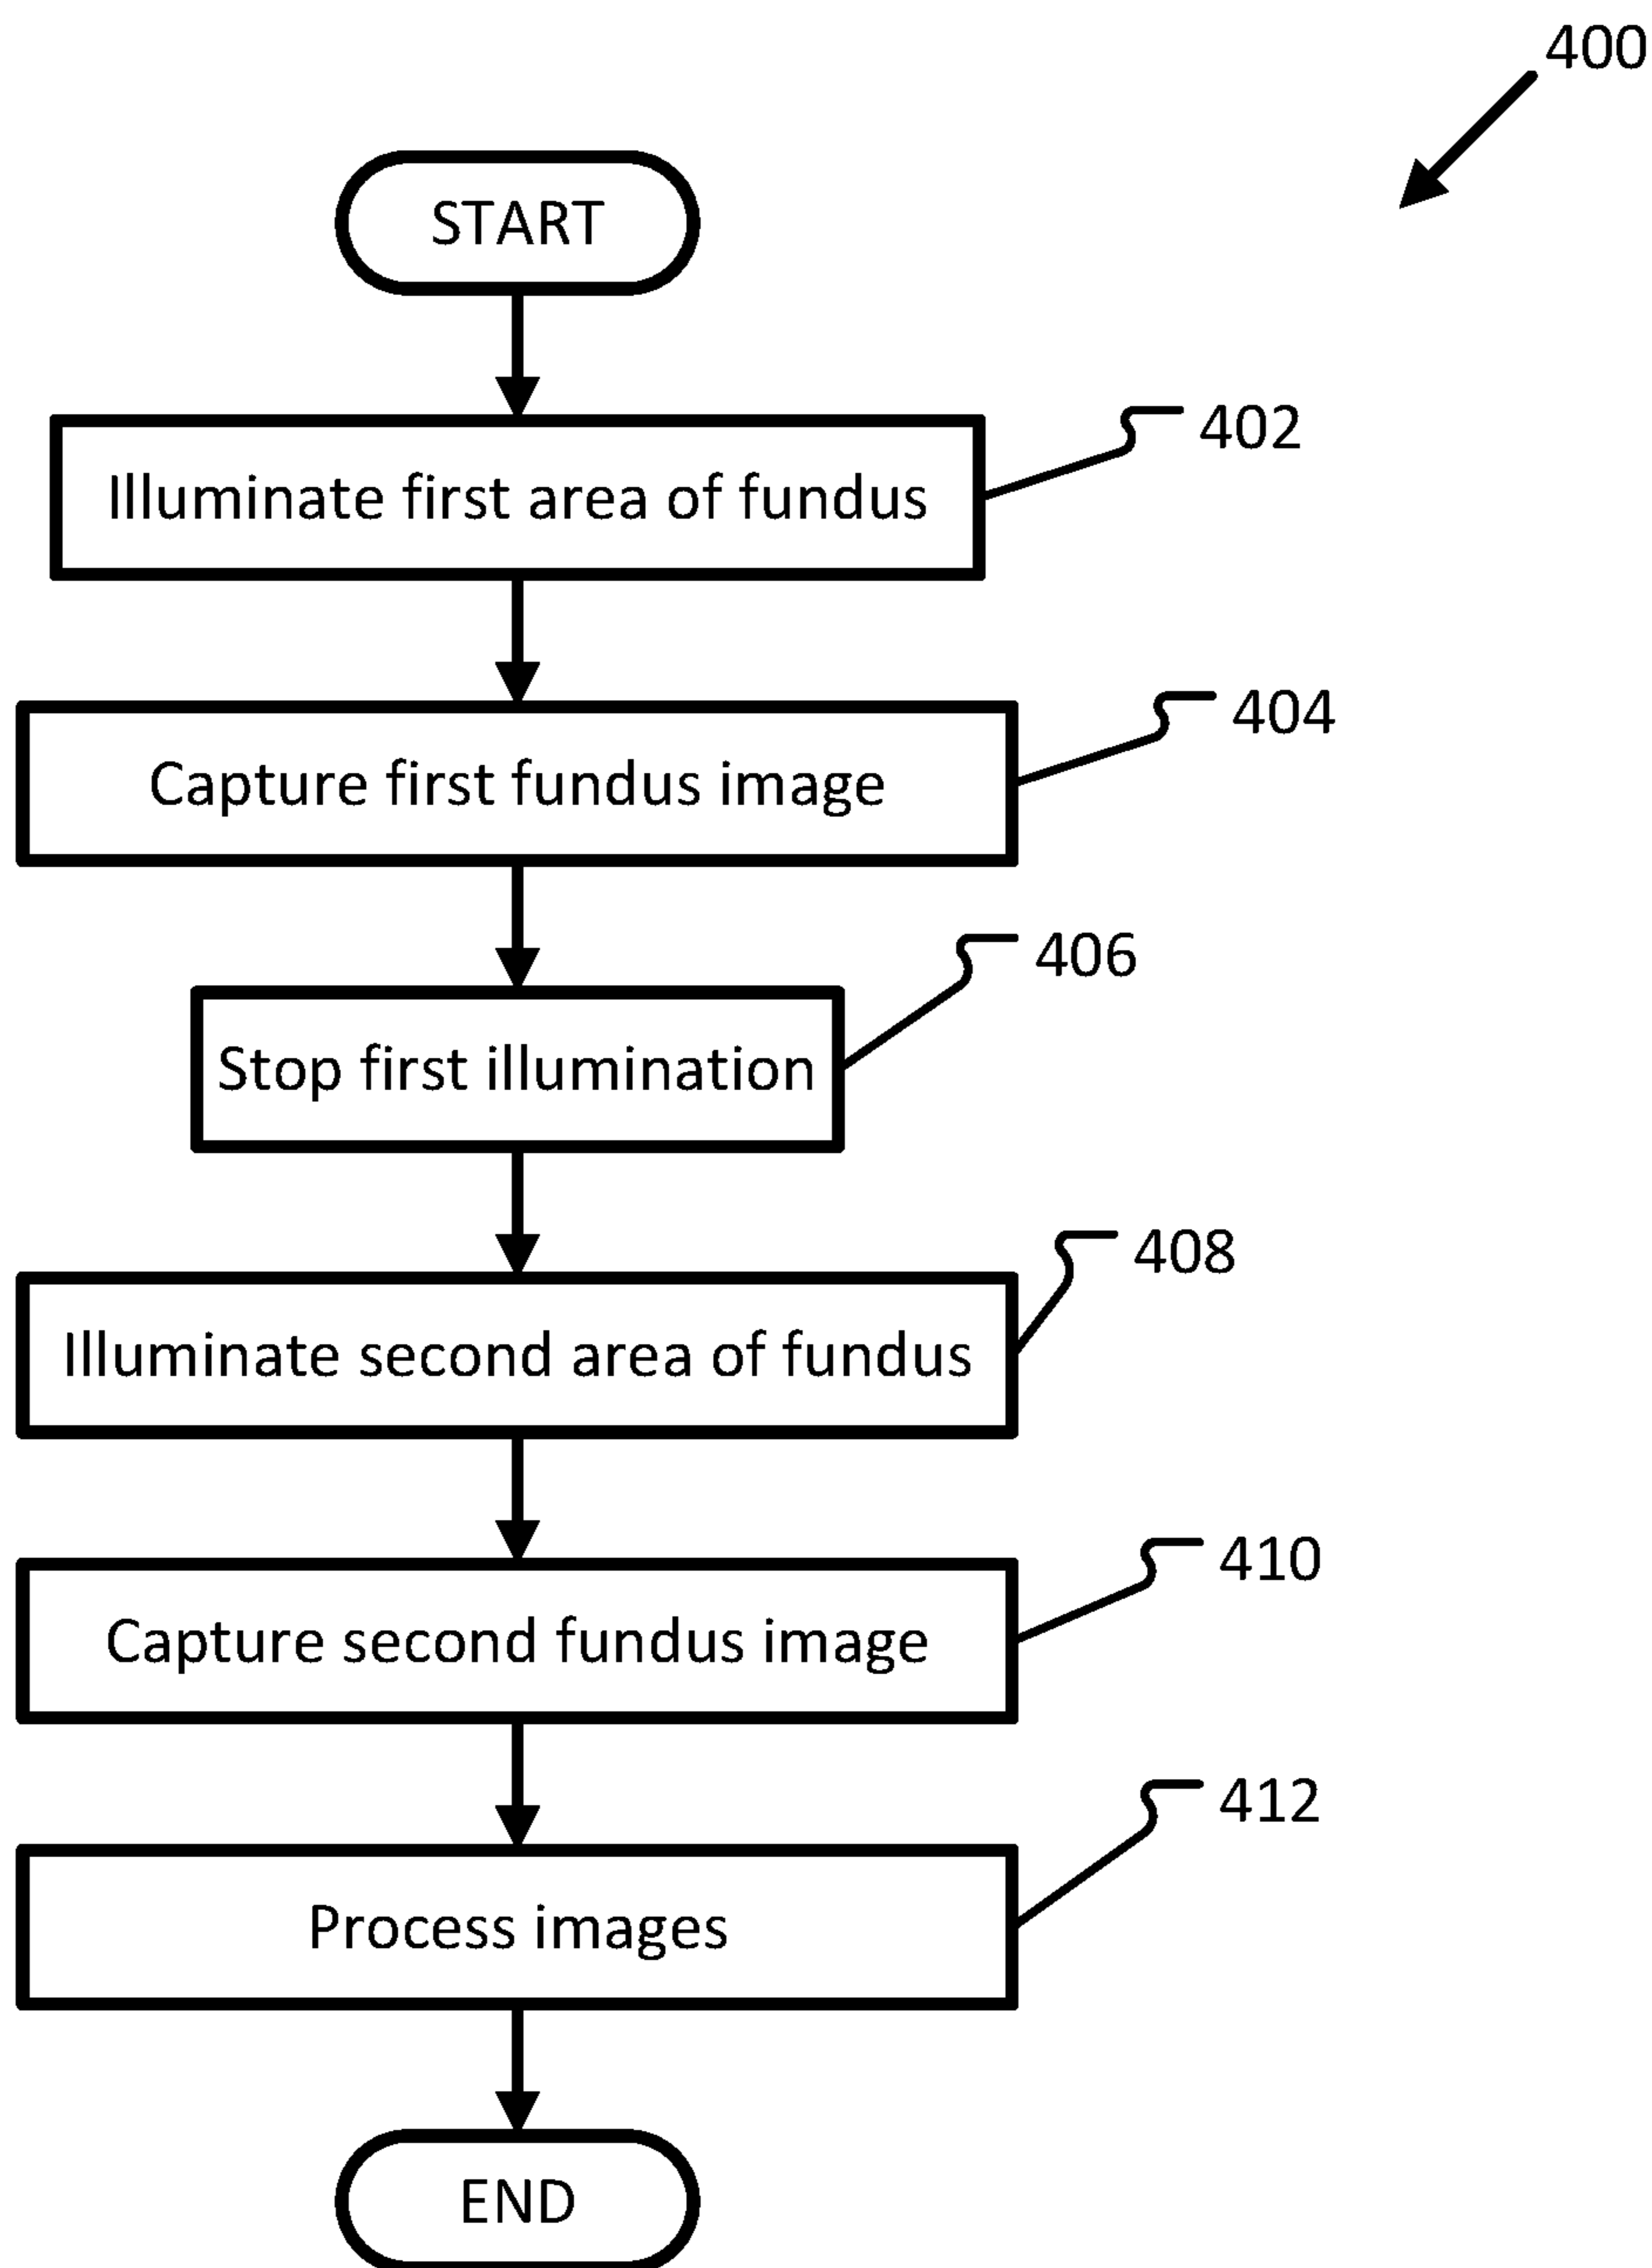 400
START
402
Illuminate first area of fundus
404
Capture first fundus image
406
Stop first illumination
408
Illuminate second area of fundus
410
Capture second fundus image
412
Process images
END